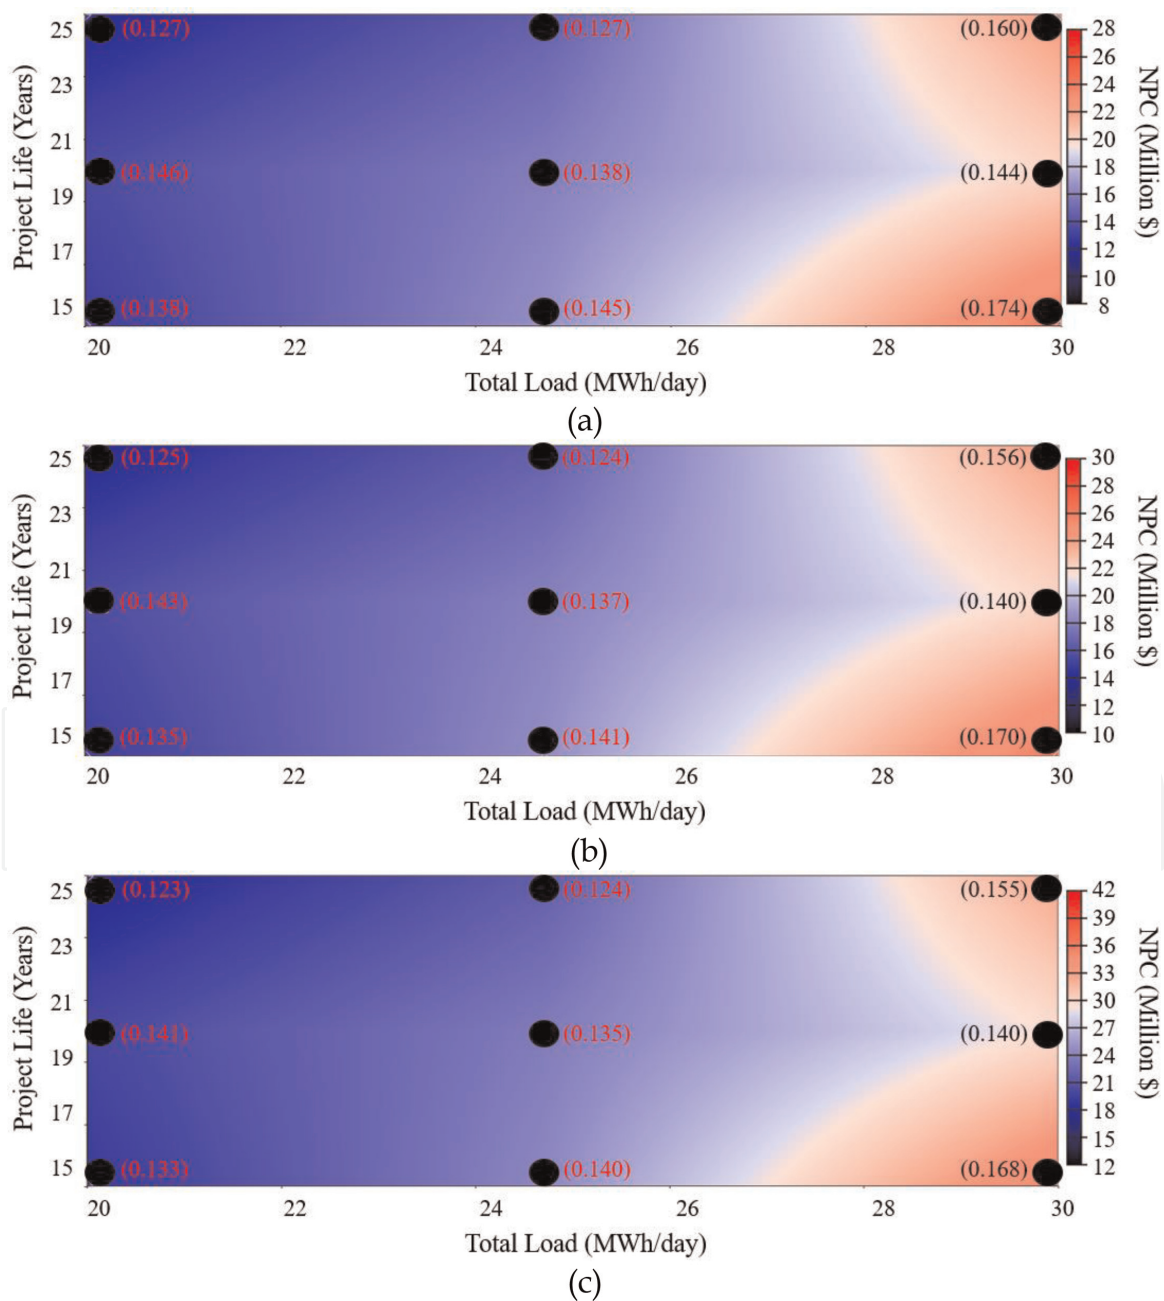 25 (0.127) (0.127) (0.160) 28
26
23 24
22
21 20
(0.146) (0.138) (0.144) 18
19 16
14
17 12
10
15 (0.138) (0.145) (0.174) 8
Project Life (Years)
NPC (Million $)
20 22 24 26 28 30
Total Load (MWh/day)
(a)
25 (0.125) (0.124) (0.156) 30
28
23 26
24
21 22
(0.143) (0.137) (0.140) 20
19 18
16
17 14
12
15 (0.135) (0.141) (0.170) 10
Project Life (Years)
NPC (Million $)
20 22 24 26 28 30
Total Load (MWh/day)
(b)
25 (0.123) (0.124) (0.155) 42
39
23 36
33
21 30
(0.141) (0.135) (0.140) 27
19 24
21
17 18
15
15 (0.133) (0.140) (0.168) 12
Project Life (Years)
NPC (Million $)
20 22 24 26 28 30
Total Load (MWh/day)
(c)